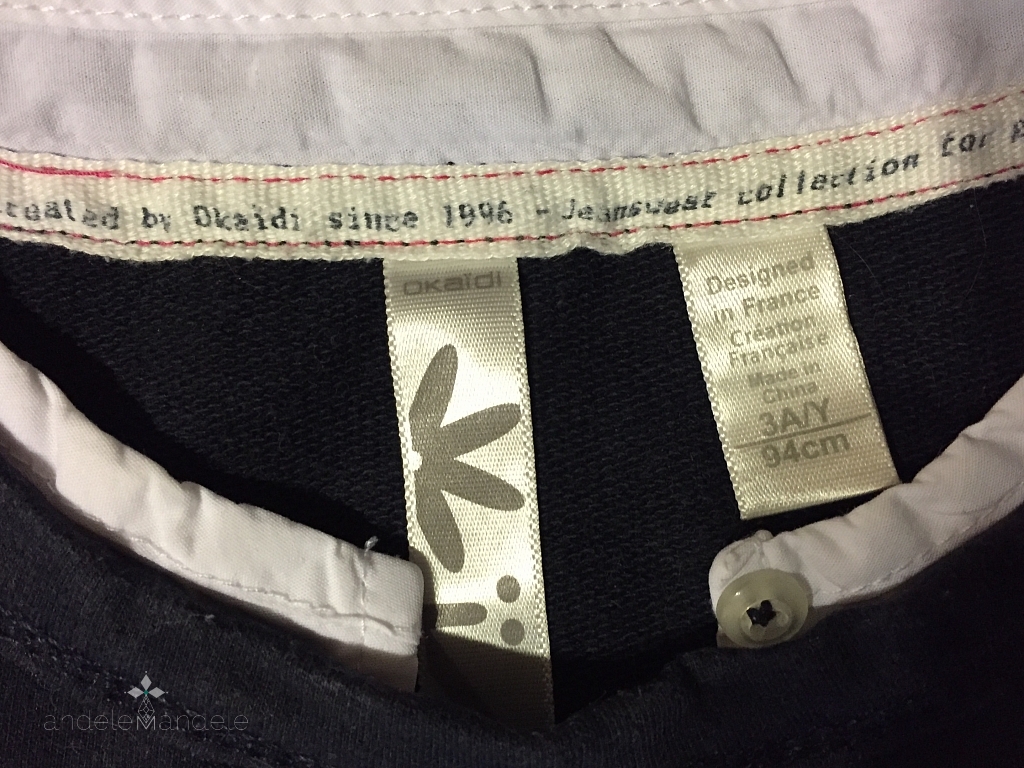 created by Okaïdi since 1996 - Jeanswear collection for
okaïdi
Designed
in France
Création
Française
Made in
China
3A/Y
94cm
andeleMandele